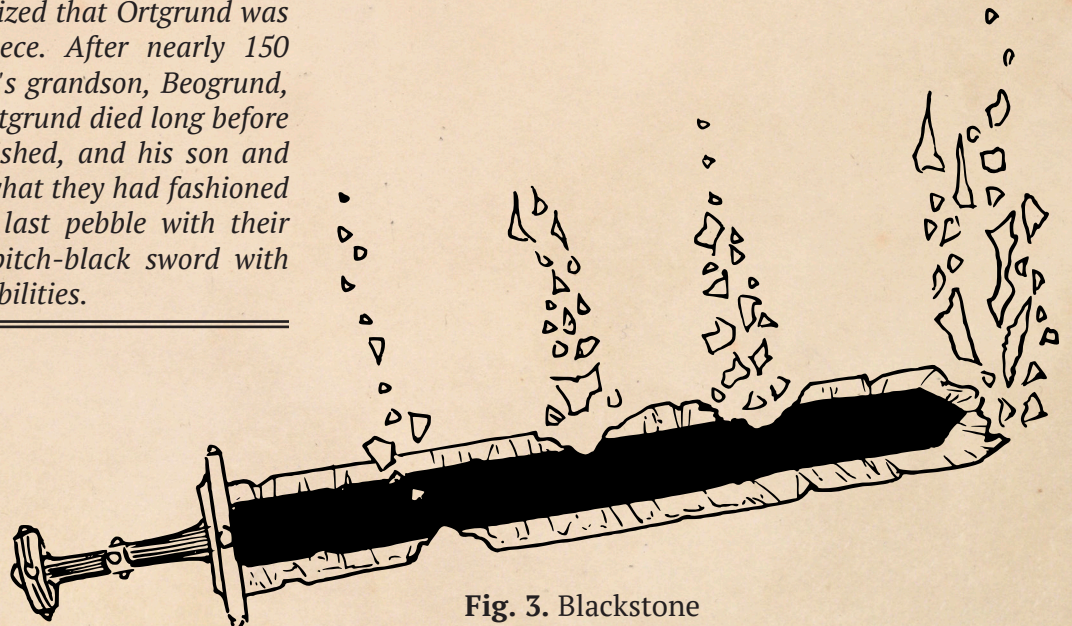 ized that Ortgrund was
ece. After nearly 150
's grandson, Beogrund,
tgrund died long before
shed, and his son and
what they had fashioned
last pebble with their
pitch-black sword with
bilities.
Fig. 3. Blackstone